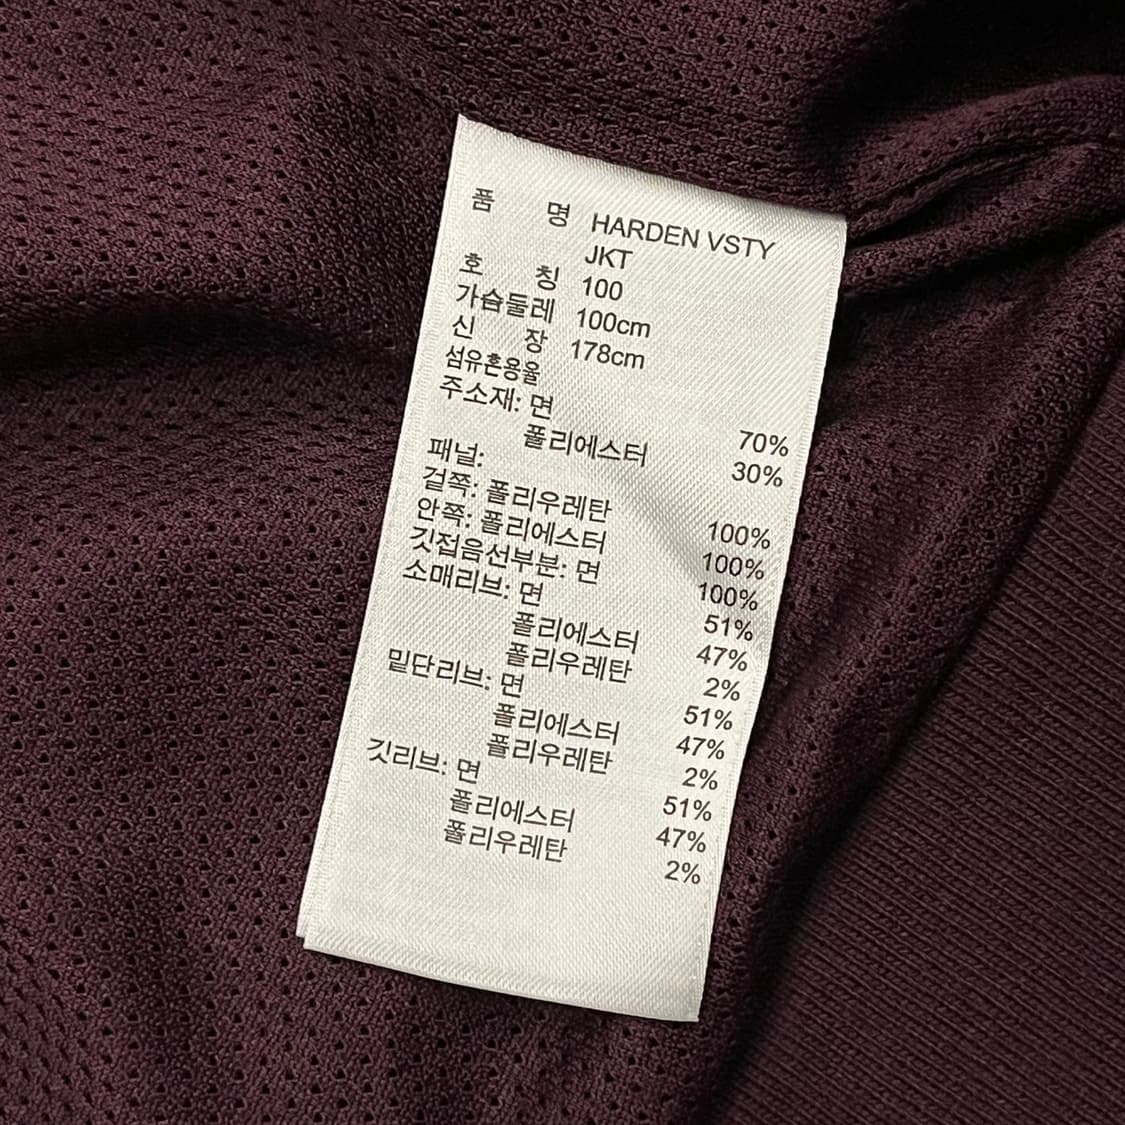 품 명 HARDEN VSTY
JKT
호 칭 100
가슴둘레 100cm
신 장 178cm
섬유혼용율
주소재: 면 70%
폴리에스터 30%
패널:
겉쪽: 폴리우레탄 100%
안쪽: 폴리에스터 100%
깃접음선부분: 면 100%
소매리브: 면 51%
폴리에스터 47%
폴리우레탄 2%
밑단리브: 면 51%
폴리에스터 47%
폴리우레탄 2%
깃리브: 면 51%
폴리에스터 47%
폴리우레탄 2%